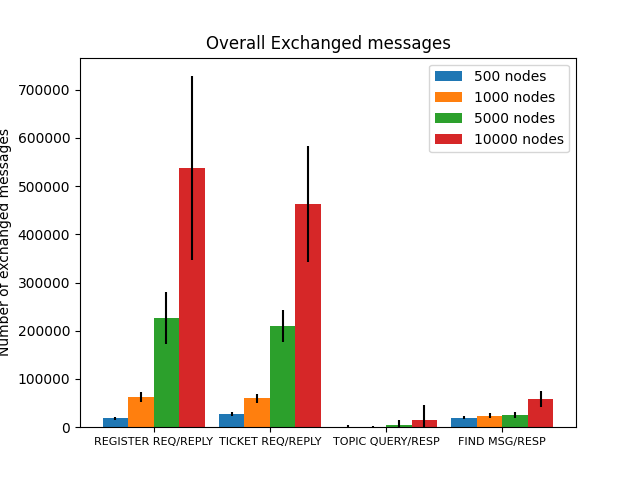 Overall Exchanged messages
Number of exchanged messages
700000
600000
500000
400000
300000
200000
100000
0
500 nodes
1000 nodes
5000 nodes
10000 nodes
REGISTER REQ/REPLY
TICKET REQ/REPLY
TOPIC QUERY/RESP
FIND MSG/RESP